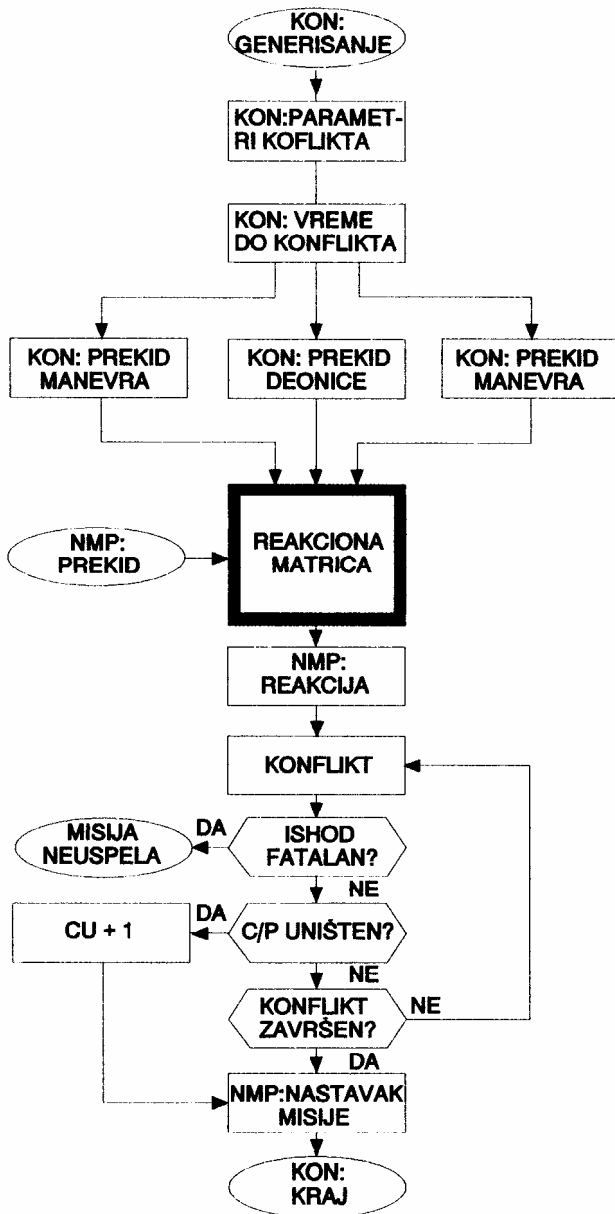 KON:
GENERISANJE
KON:PARAMET-
RI KOFLIKTA
KON: VREME
DO KONFLIKTA
KON: PREKID
MANEVRA
KON: PREKID
DEONICE
KON: PREKID
MANEVRA
NMP:
PREKID
REAKCIONA
MATRICA
NMP:
REAKCIJA
KONFLIKT
MISIJA
NEUSPELA
DA
ISHOD
FATALAN?
NE
CU + 1
DA
C/P UNIŠTEN?
NE
KONFLIKT
ZAVRŠEN?
NE
DA
NMP:NASTAVAK
MISIJE
KON:
KRAJ